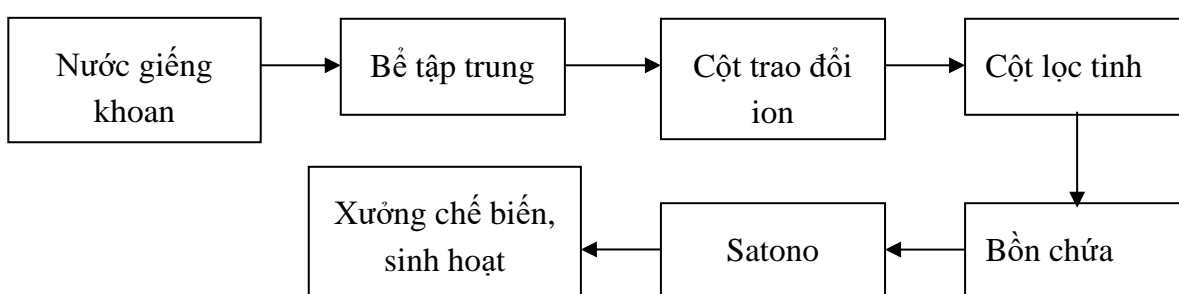 Nước giếng
khoan
Bể tập trung
Cột trao đổi
ion
Cột lọc tinh
Bồn chứa
Satono
Xưởng chế biến,
sinh hoạt